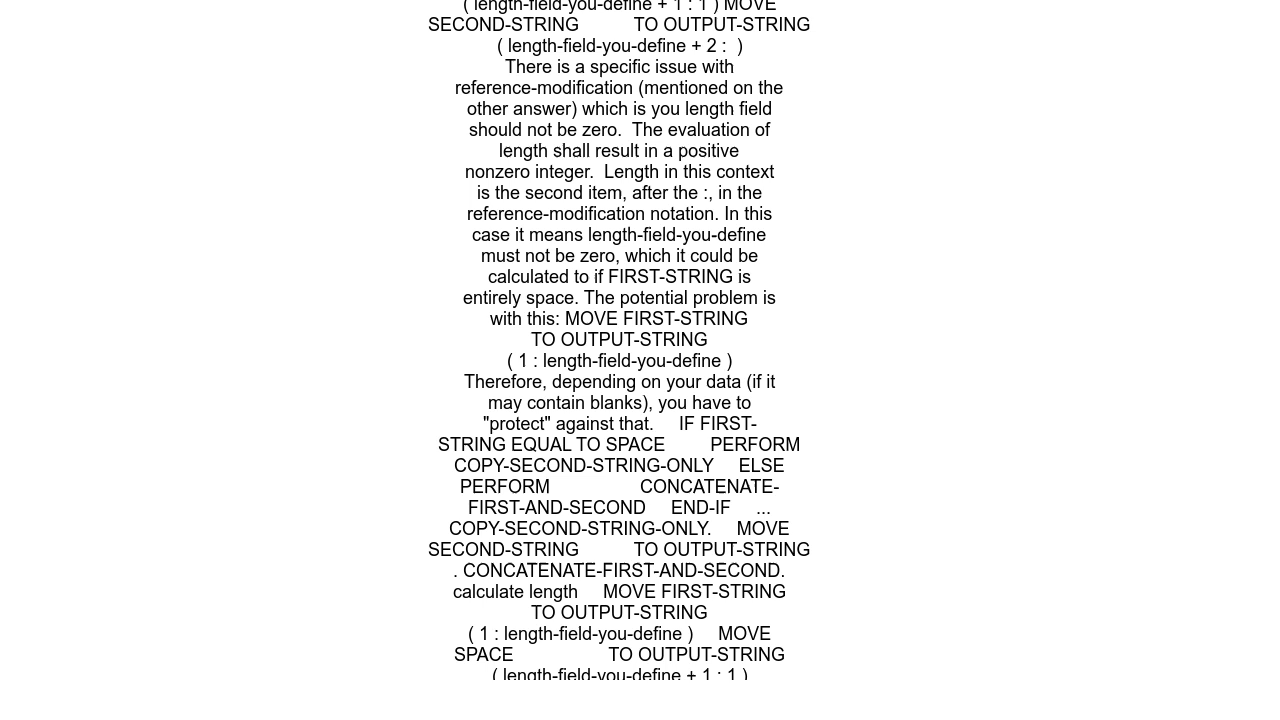 ( length-field-you-define + 1 : 1 ) MOVE
SECOND-STRING           TO OUTPUT-STRING
( length-field-you-define + 2 :  )
There is a specific issue with
reference-modification (mentioned on the
other answer) which is you length field
should not be zero.  The evaluation of
length shall result in a positive
nonzero integer.  Length in this context
is the second item, after the :, in the
reference-modification notation. In this
case it means length-field-you-define
must not be zero, which it could be
calculated to if FIRST-STRING is
entirely space. The potential problem is
with this: MOVE FIRST-STRING
TO OUTPUT-STRING
( 1 : length-field-you-define )
Therefore, depending on your data (if it
may contain blanks), you have to
"protect" against that.     IF FIRST-
STRING EQUAL TO SPACE         PERFORM
COPY-SECOND-STRING-ONLY     ELSE
PERFORM                  CONCATENATE-
FIRST-AND-SECOND     END-IF     ...
COPY-SECOND-STRING-ONLY.     MOVE
SECOND-STRING           TO OUTPUT-STRING
. CONCATENATE-FIRST-AND-SECOND.
calculate length     MOVE FIRST-STRING
TO OUTPUT-STRING
( 1 : length-field-you-define )     MOVE
SPACE                   TO OUTPUT-STRING
( length-field-you-define + 1 : 1 )